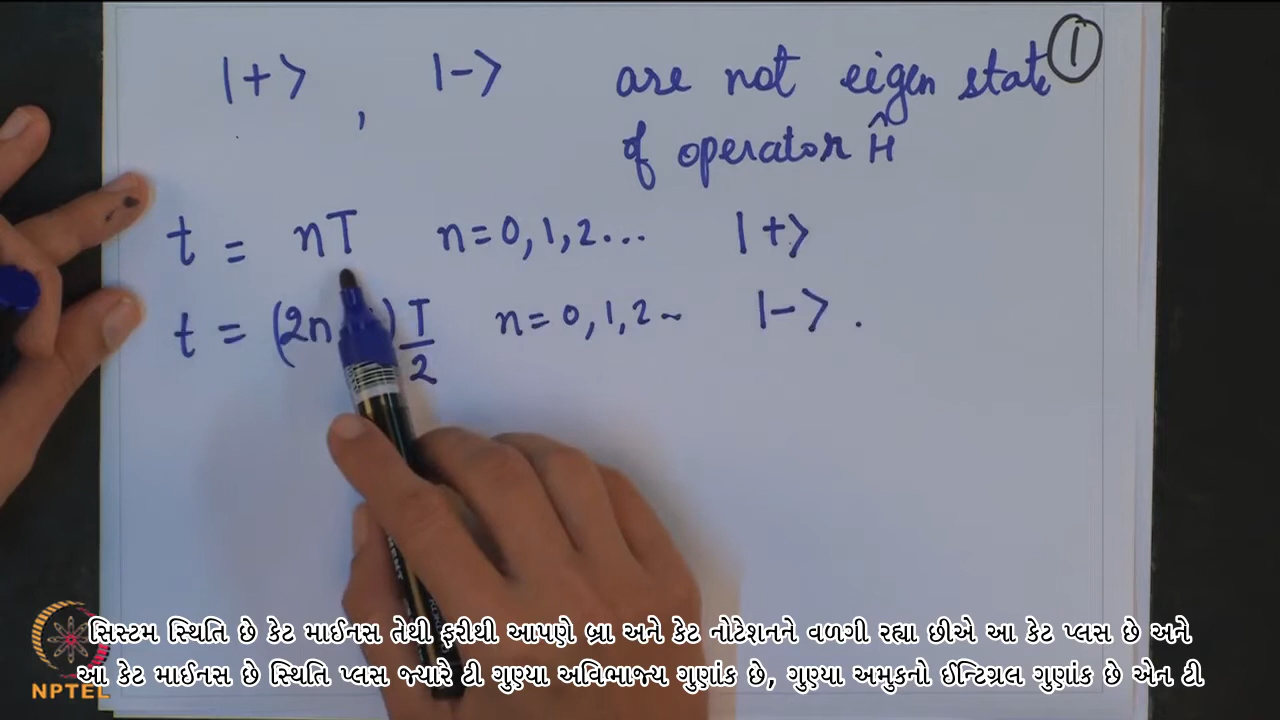 |+> , |-> are not eigen state ①
of operator Ĥ
t = nT n=0,1,2... |+>
t = (2n ) T/2 n=0,1,2~ |-> .
સિસ્ટમ સ્થિતિ છે કેટ માઈનસ તેથી ફરીથી આપણે બ્રા અને કેટ નોટેશનને વળગી રહ્યા છીએ આ કેટ પ્લસ છે અને
આ કેટ માઈનસ છે સ્થિતિ પ્લસ જ્યારે ટી ગુણ્યા અવિભાજ્ય ગુણાંક છે, ગુણ્યા અમુકનો ઈન્ટિગ્રલ ગુણાંક છે એન ટી
NPTEL